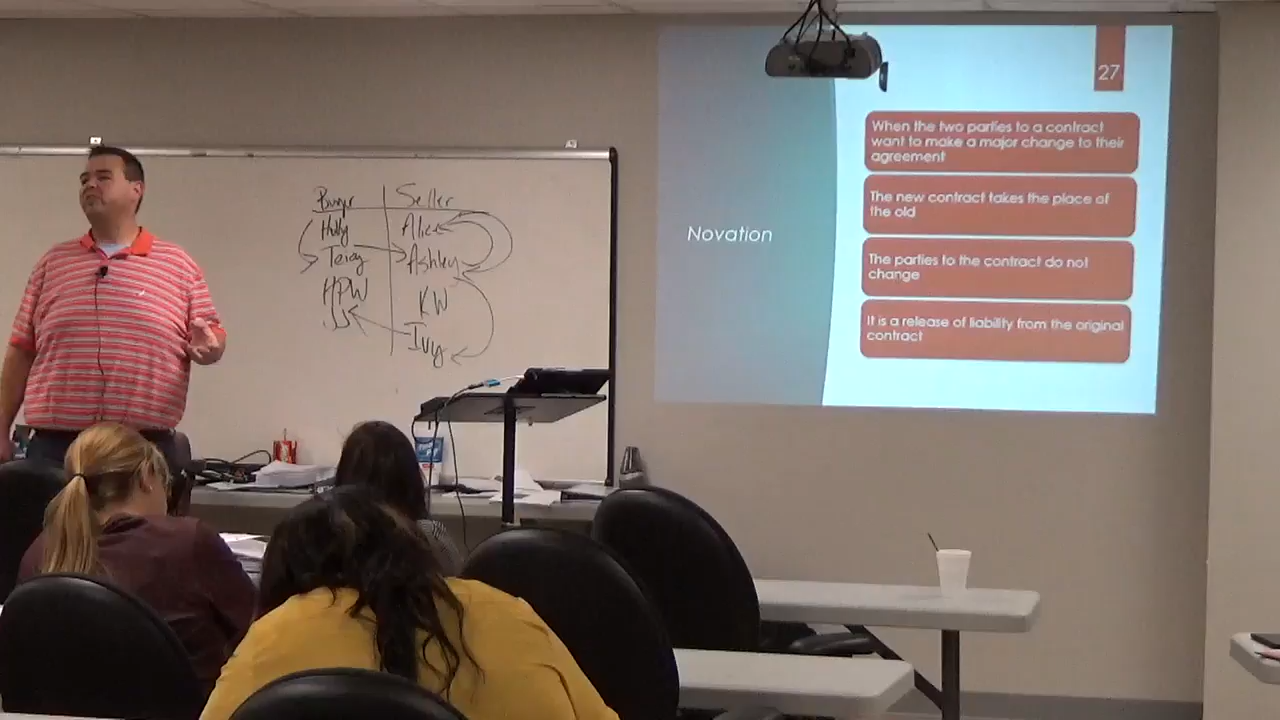 Buyer Seller
Holly Alice
Ashley
HPW KW
JJ Ivy
27
Novation
When the two parties to a contract
want to make a major change to their
agreement
The new contract takes the place of
the old
The parties to the contract do not
change
It is a release of liability from the original
contract